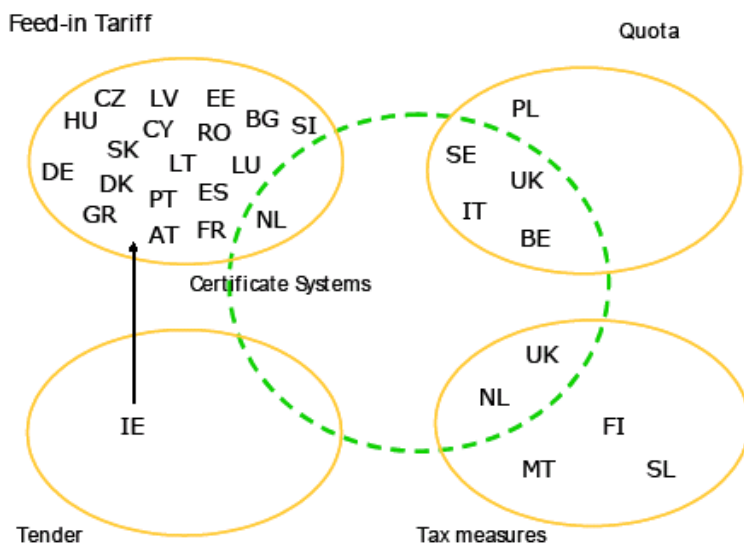 Feed-in Tariff
Quota
CZ LV EE
HU CY RO BG SI
SK LT LU
DE DK PT ES
GR AT FR NL
PL
SE UK
IT BE
Certificate Systems
IE
UK
NL FI
MT SL
Tender
Tax measures